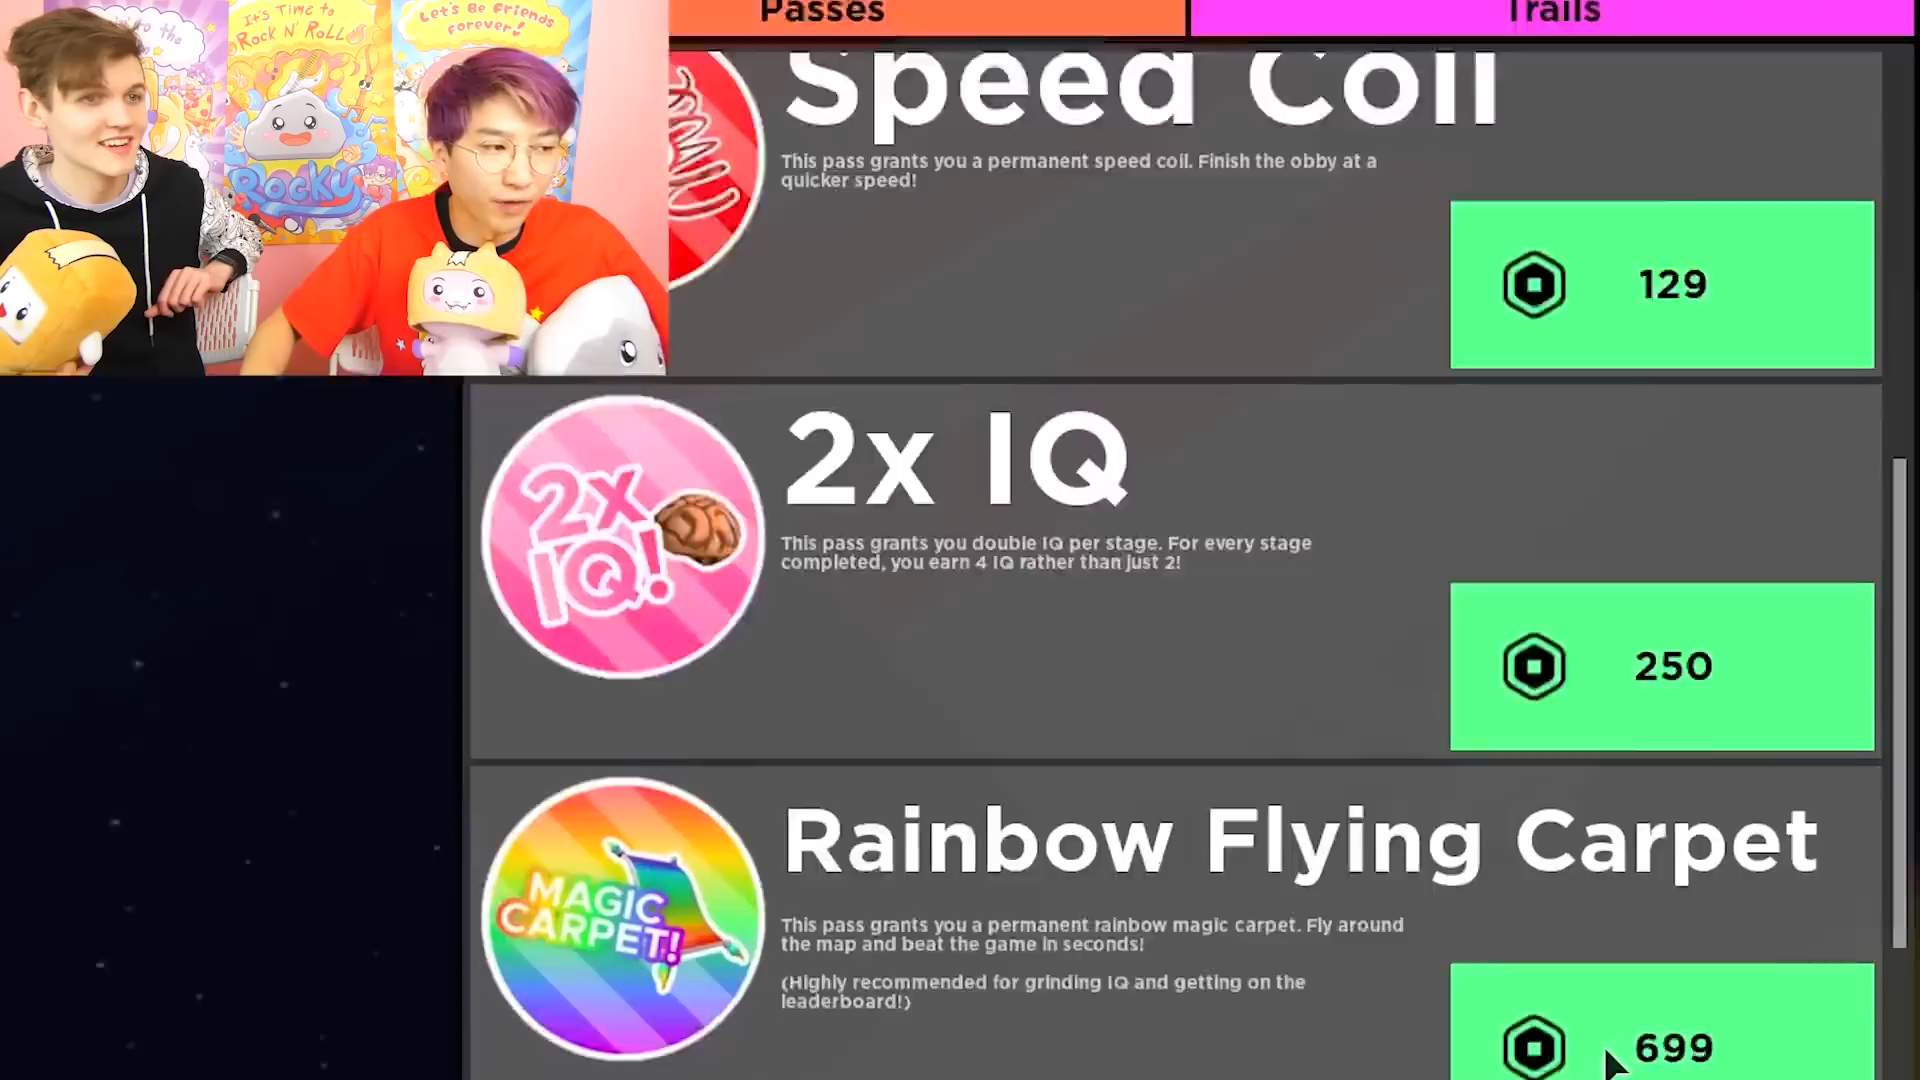 Passes
Trails
to the
It's Time to
Rock N' Roll
Let's Be Friends
Forever!
Rocky
Speed Coil
This pass grants you a permanent speed coil. Finish the obby at a
quicker speed!
129
2x
IQ!
2x IQ
This pass grants you double IQ per stage. For every stage
completed, you earn 4 IQ rather than just 2!
250
MAGIC
CARPET!
Rainbow Flying Carpet
This pass grants you a permanent rainbow magic carpet. Fly around
the map and beat the game in seconds!
(Highly recommended for grinding IQ and getting on the
leaderboard!)
699